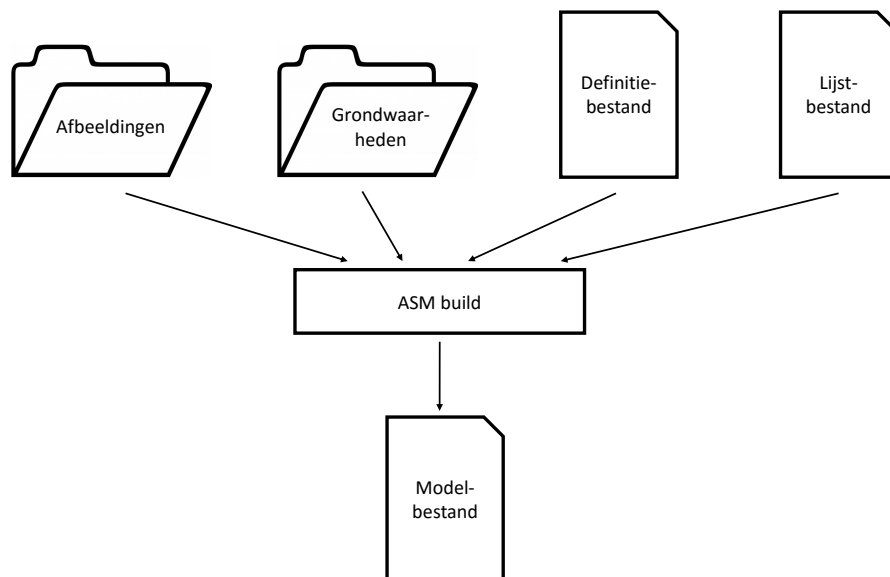 Afbeeldingen
Grondwaar-
heden
Definitie-
bestand
Lijst-
bestand
ASM build
Model-
bestand